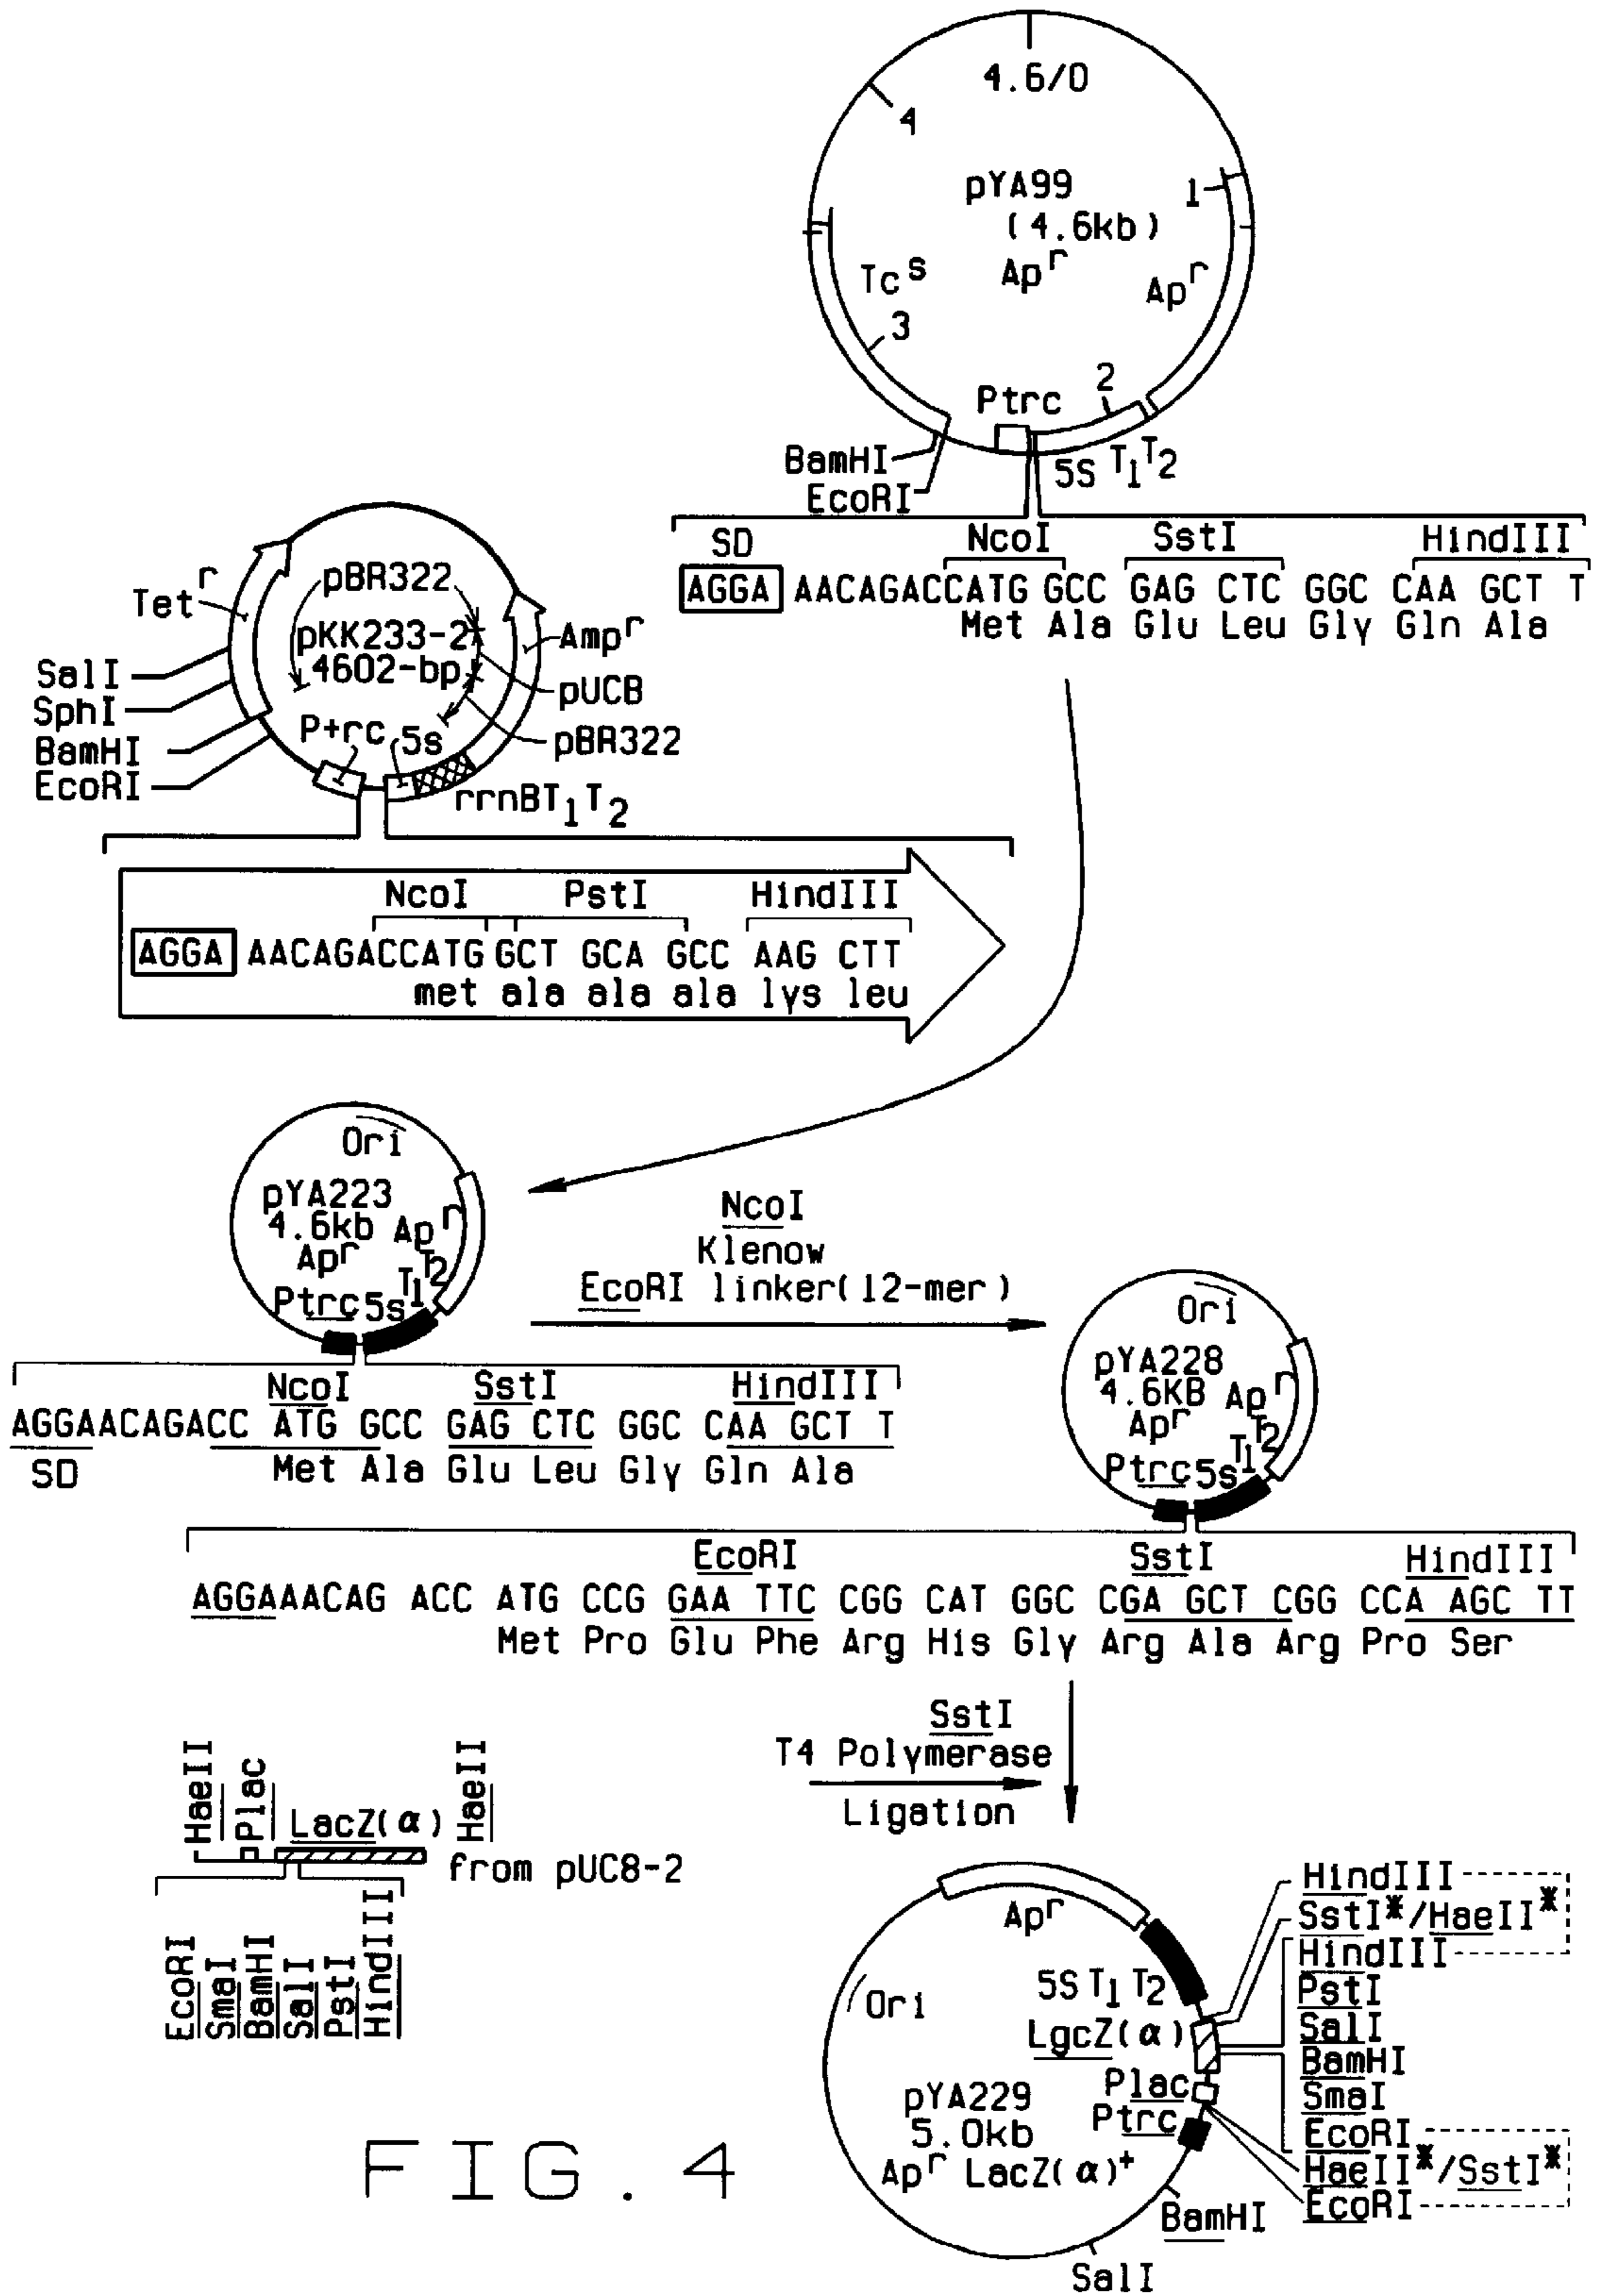 4.6/0
4
pYA99
1
(4.6kb)
Tc s
Ap r
Ap r
3
2
Ptrc
BamHI
EcoRI
5S T1 T2
SD NcoI SstI HindIII
AGGA AACAGACCATG GCC GAG CTC GGC CAA GCT T
Met Ala Glu Leu Gly Gln Ala
Tet r
pBR322
pKK233-2
4602-bp
Amp r
SalI
SphI
BamHI
EcoRI
pUCB
pBR322
P+rc 5s
rrnBT1T2
NcoI PstI HindIII
AGGA AACAGACCATG GCT GCA GCC AAG CTT
met ala ala ala lys leu
Ori
pYA223
4.6kb Ap r
Ap r
T1 T2
Ptrc 5s
NcoI
Klenow
EcoRI linker(12-mer)
NcoI SstI HindIII
AGGAACAGACC ATG GCC GAG CTC GGC CAA GCT T
SD Met Ala Glu Leu Gly Gln Ala
Ori
pYA228
4.6KB Ap r
Ap r
T1 T2
Ptrc 5s
EcoRI SstI HindIII
AGGAAACAG ACC ATG CCG GAA TTC CGG CAT GGC CGA GCT CGG CCA AGC TT
Met Pro Glu Phe Arg His Gly Arg Ala Arg Pro Ser
SstI
T4 Polymerase
Ligation
HaeII
Plac
LacZ(α)
HaeII
from pUC8-2
EcoRI
SmaI
BamHI
SalI
PstI
HindIII
Ap r
Ori
5S T1 T2
LgcZ(α)
Plac
Ptrc
pYA229
5.0kb
Ap r LacZ(α)+
HindIII
SstI*/HaeII*
HindIII
PstI
SalI
BamHI
SmaI
EcoRI
HaeII*/SstI*
EcoRI
BamHI
SalI
FIG. 4